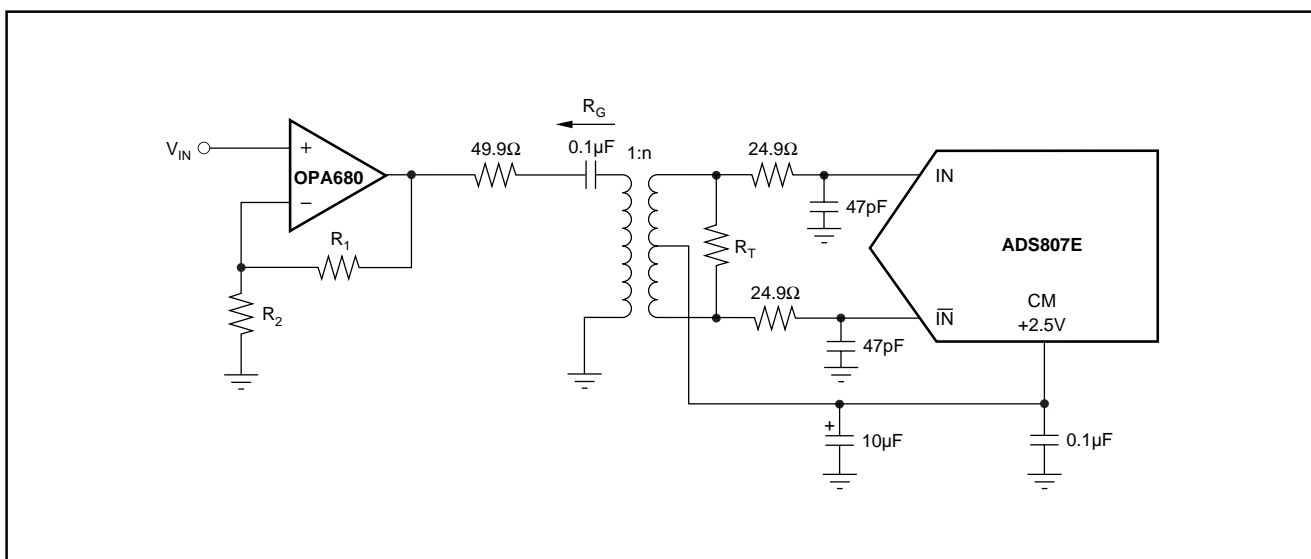 R_G
49.9Ω
0.1µF
1:n
24.9Ω
V_IN
+
OPA680
−
R_1
R_2
R_T
24.9Ω
47pF
47pF
IN
ADS807E
CM
+2.5V
I̅N̅
+
10µF
0.1µF